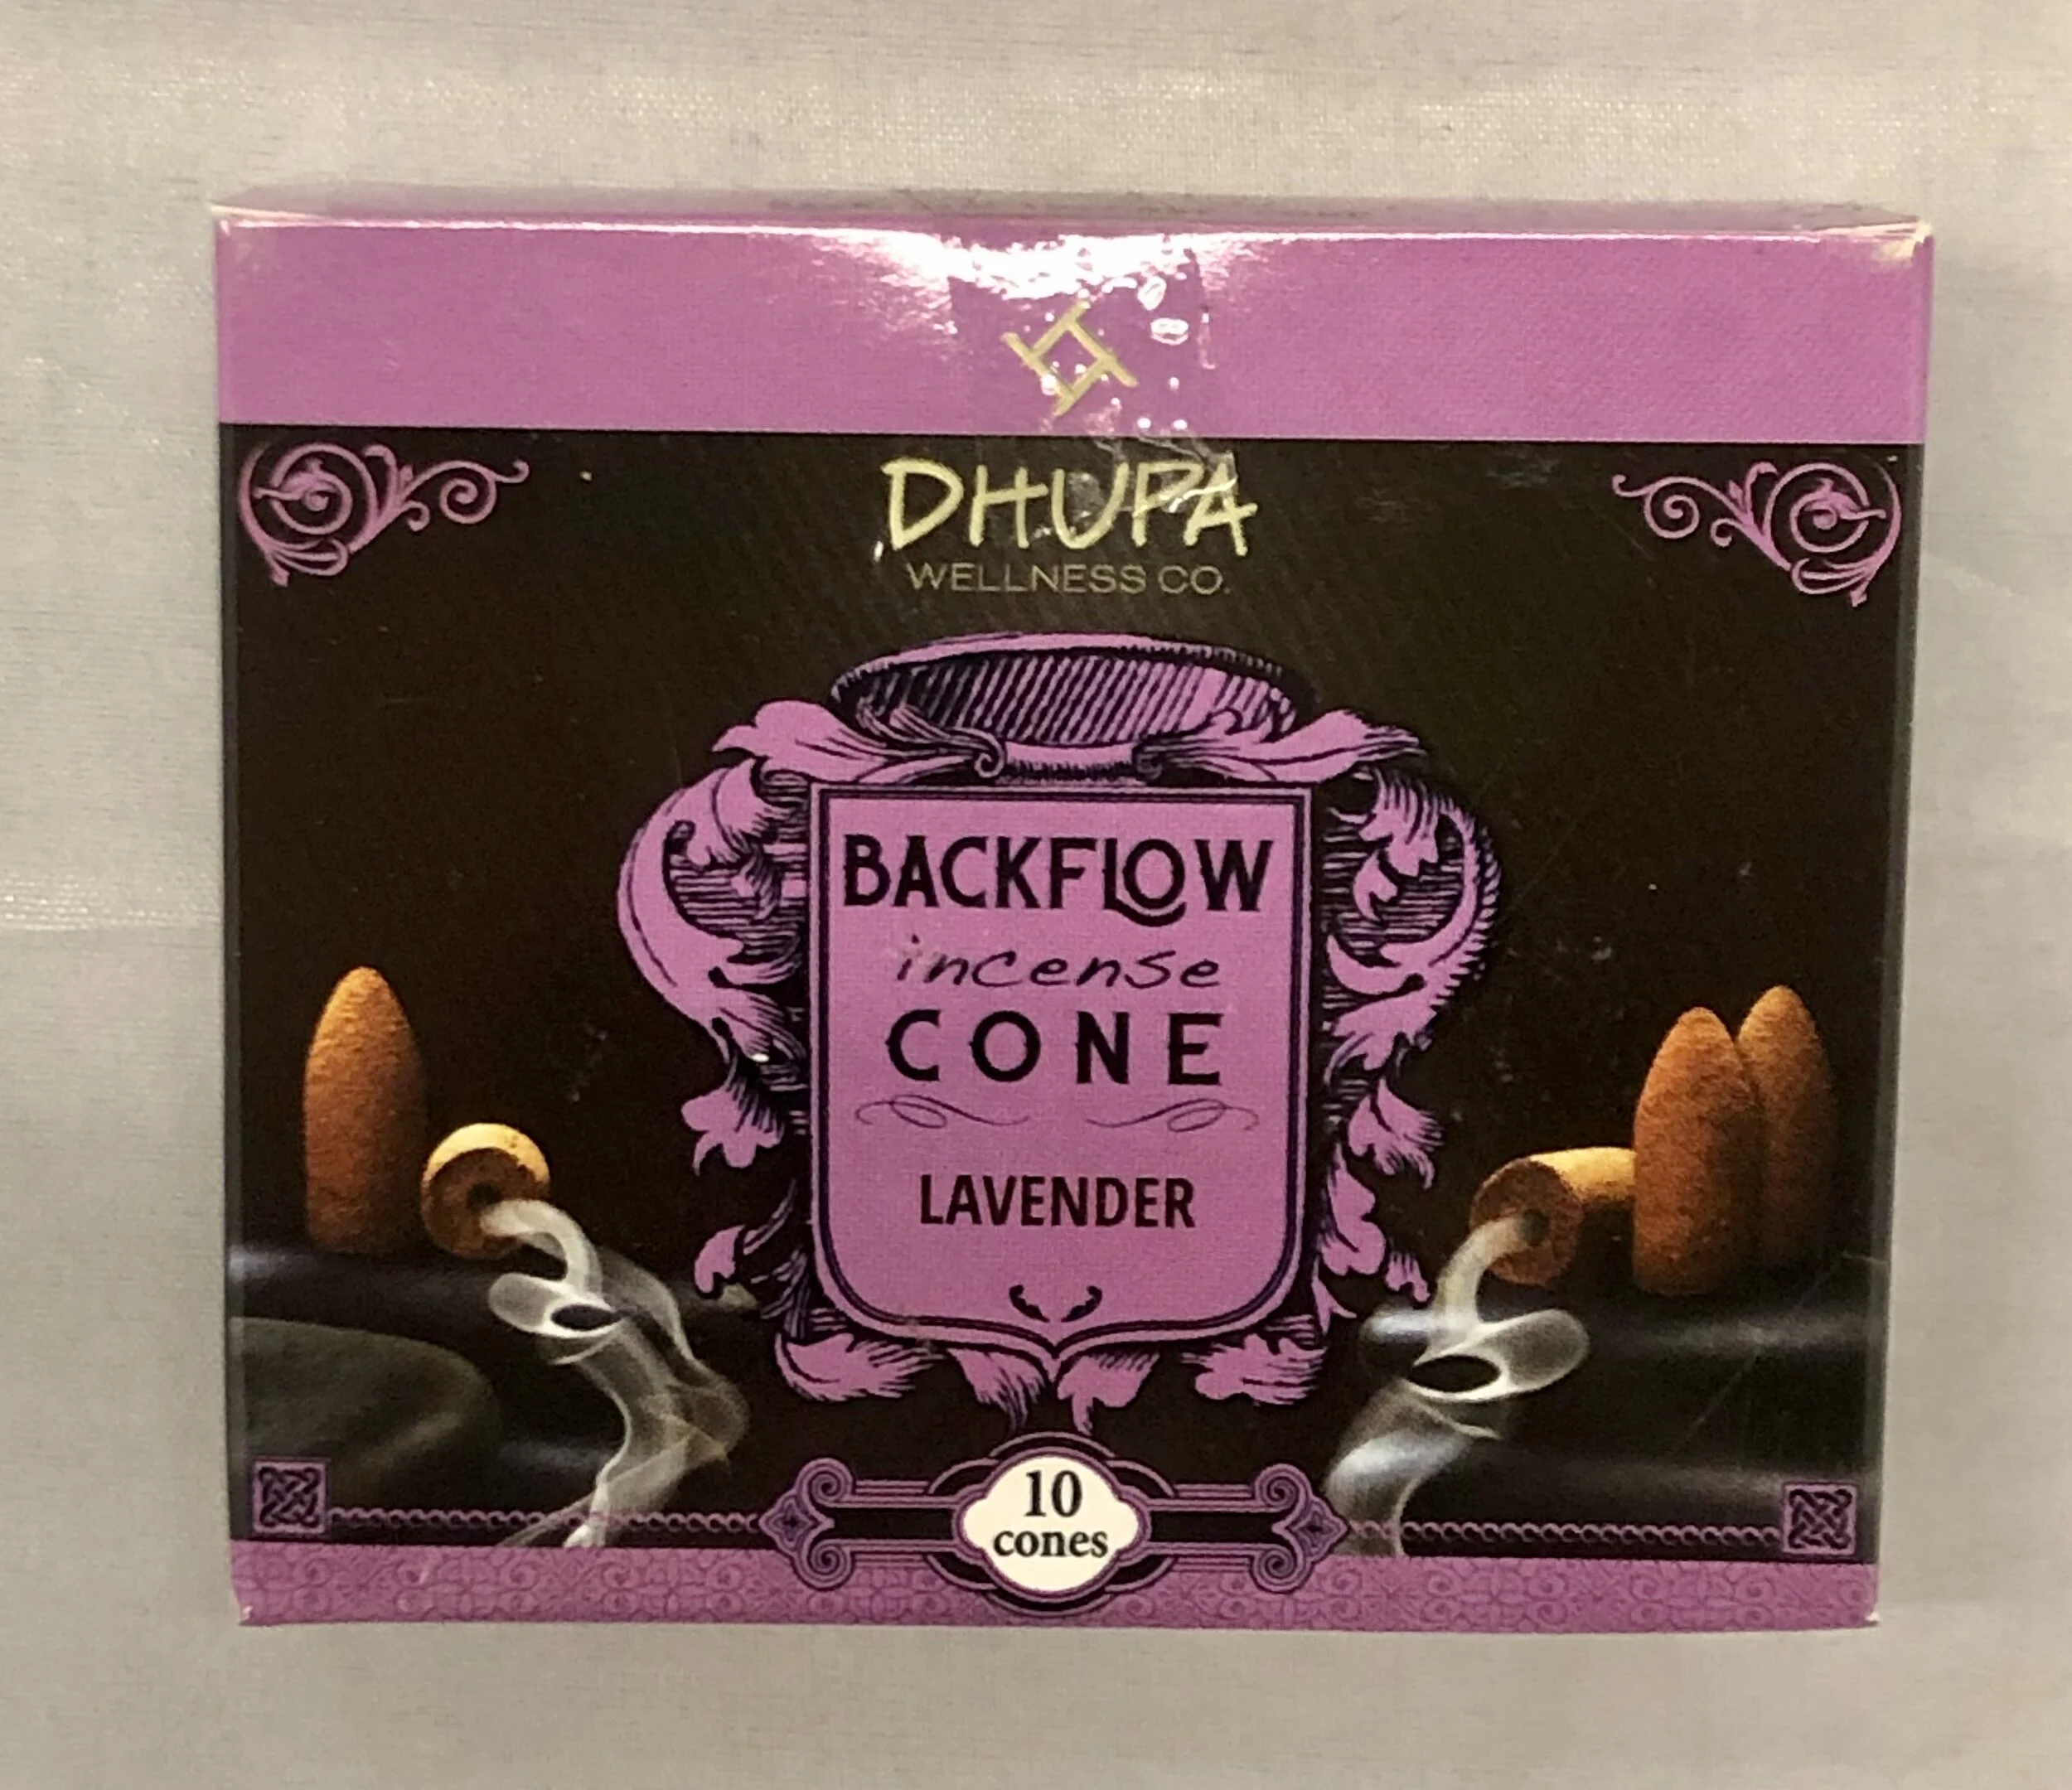 DHUPA
WELLNESS CO.
BACKFLOW
incense
CONE
LAVENDER
10
cones